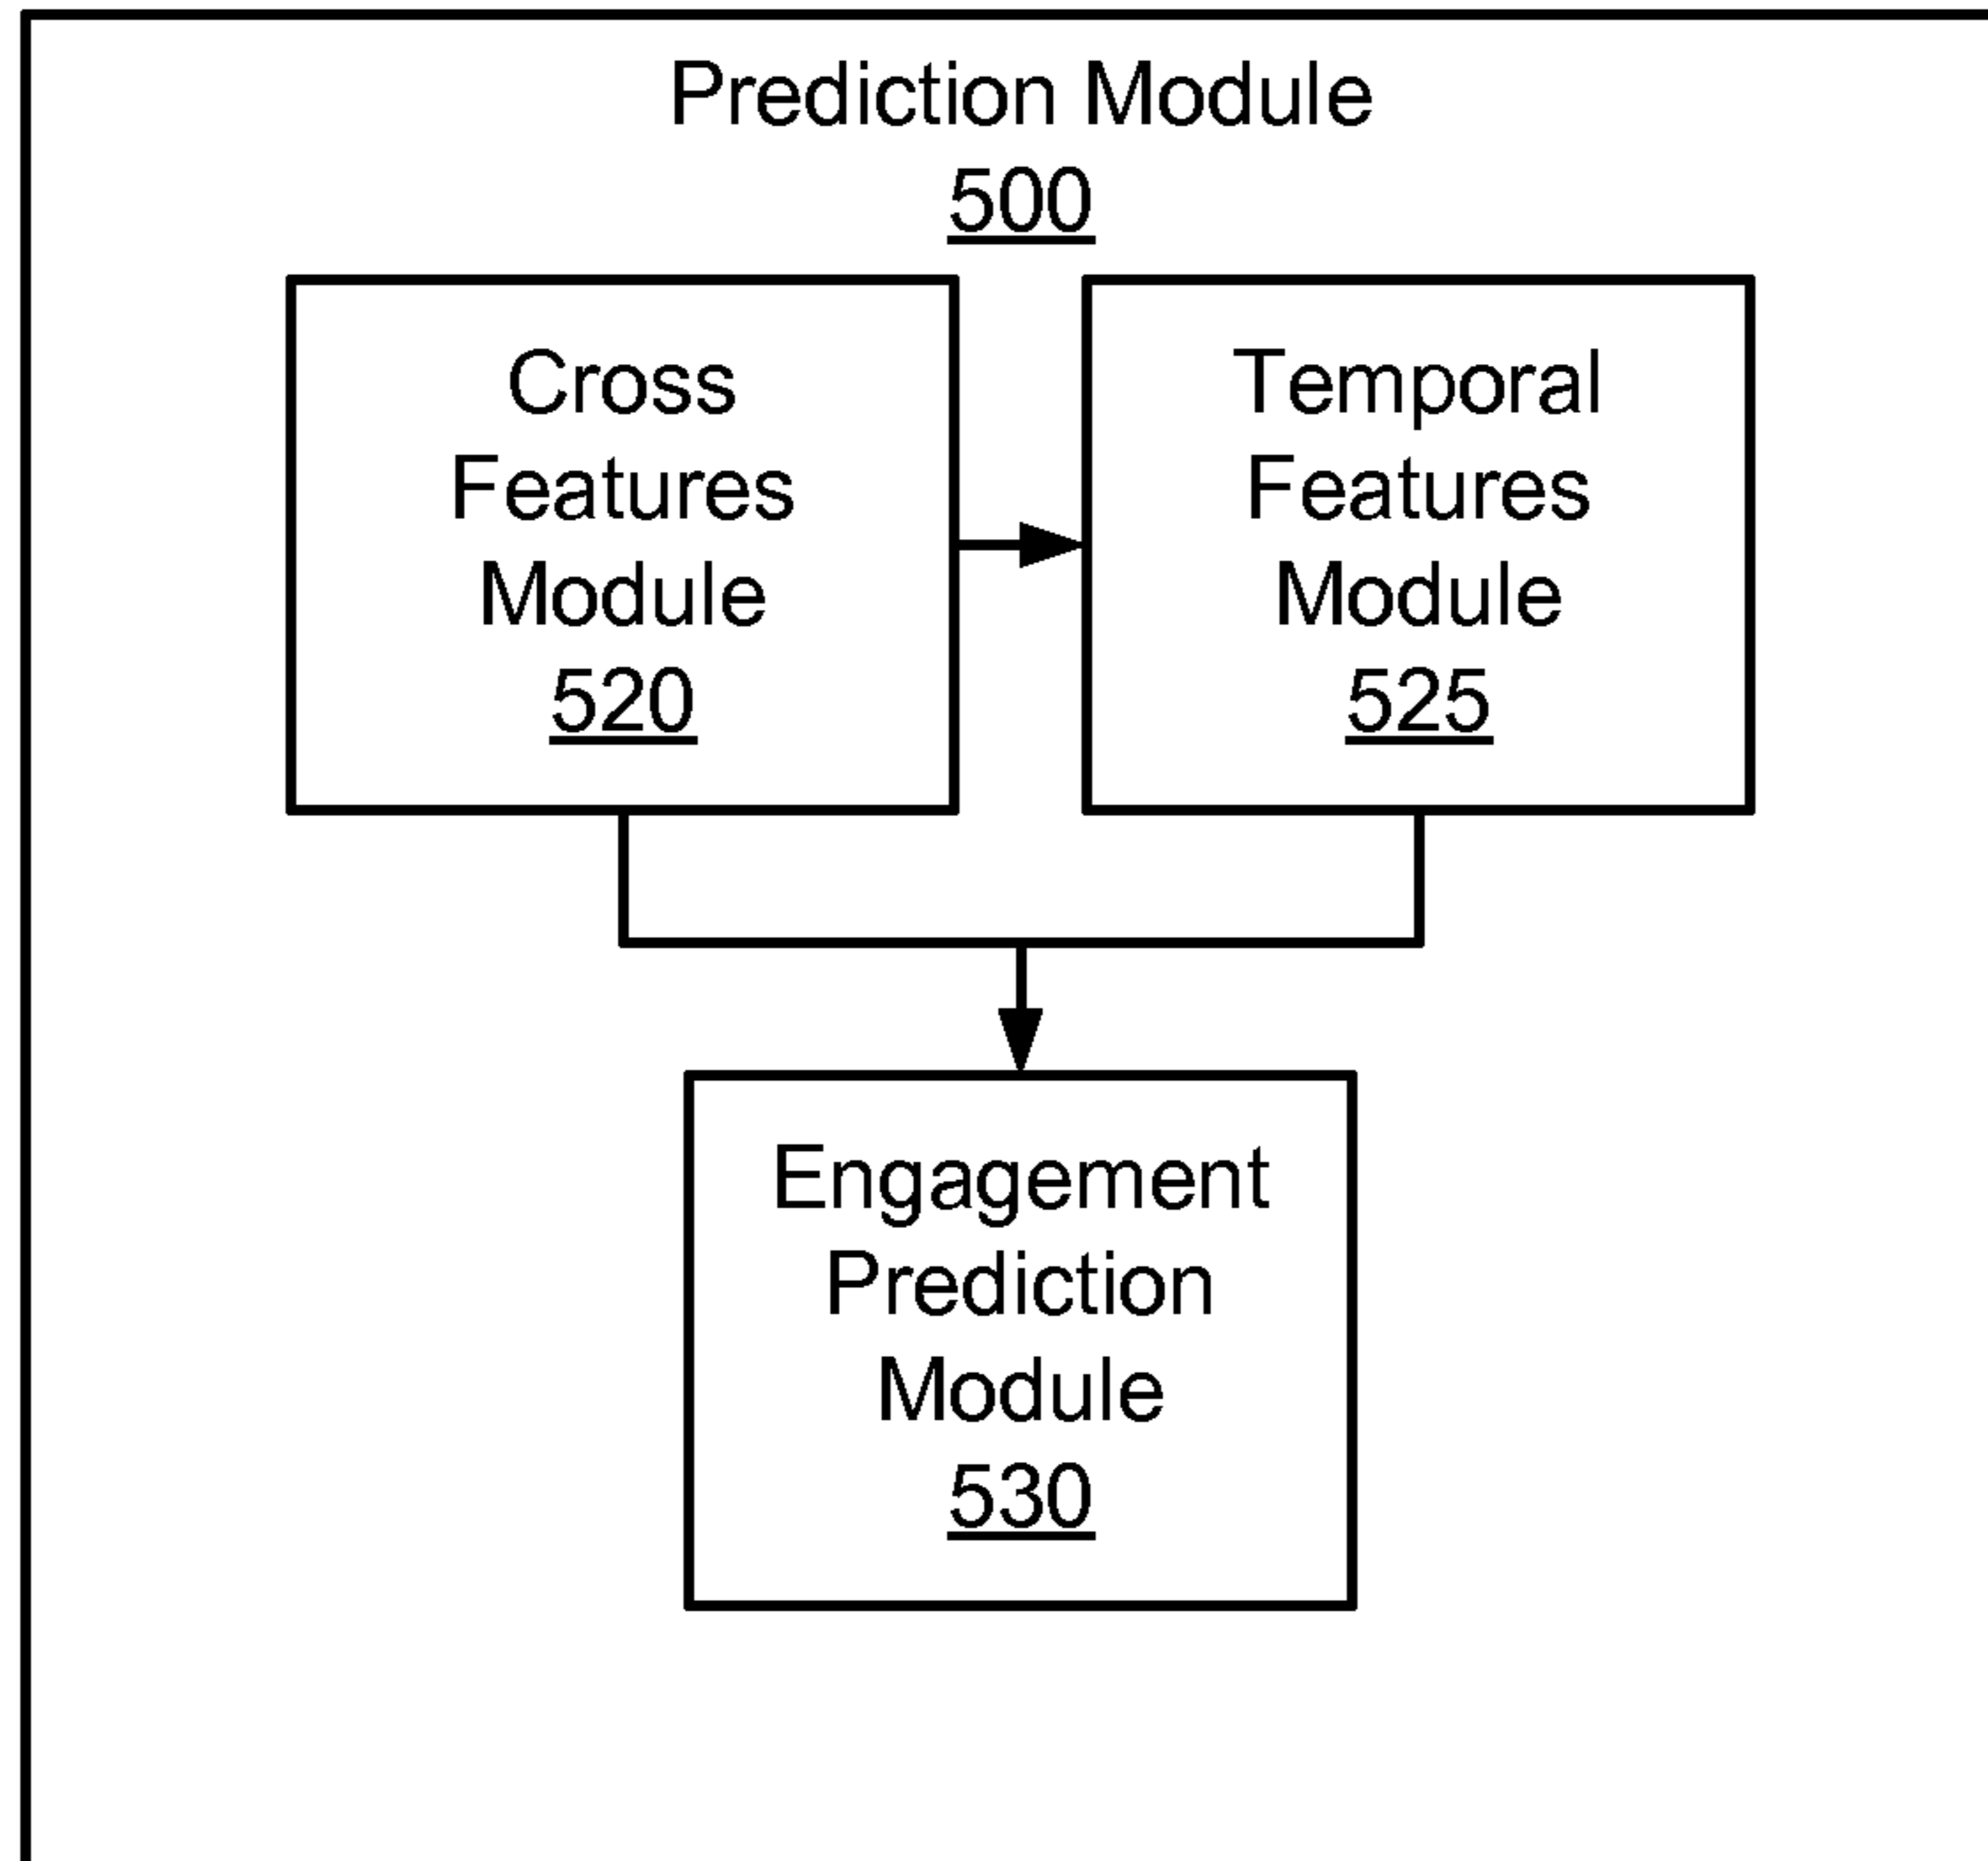 Prediction Module
500
Cross
Features
Module
520
Temporal
Features
Module
525
Engagement
Prediction
Module
530